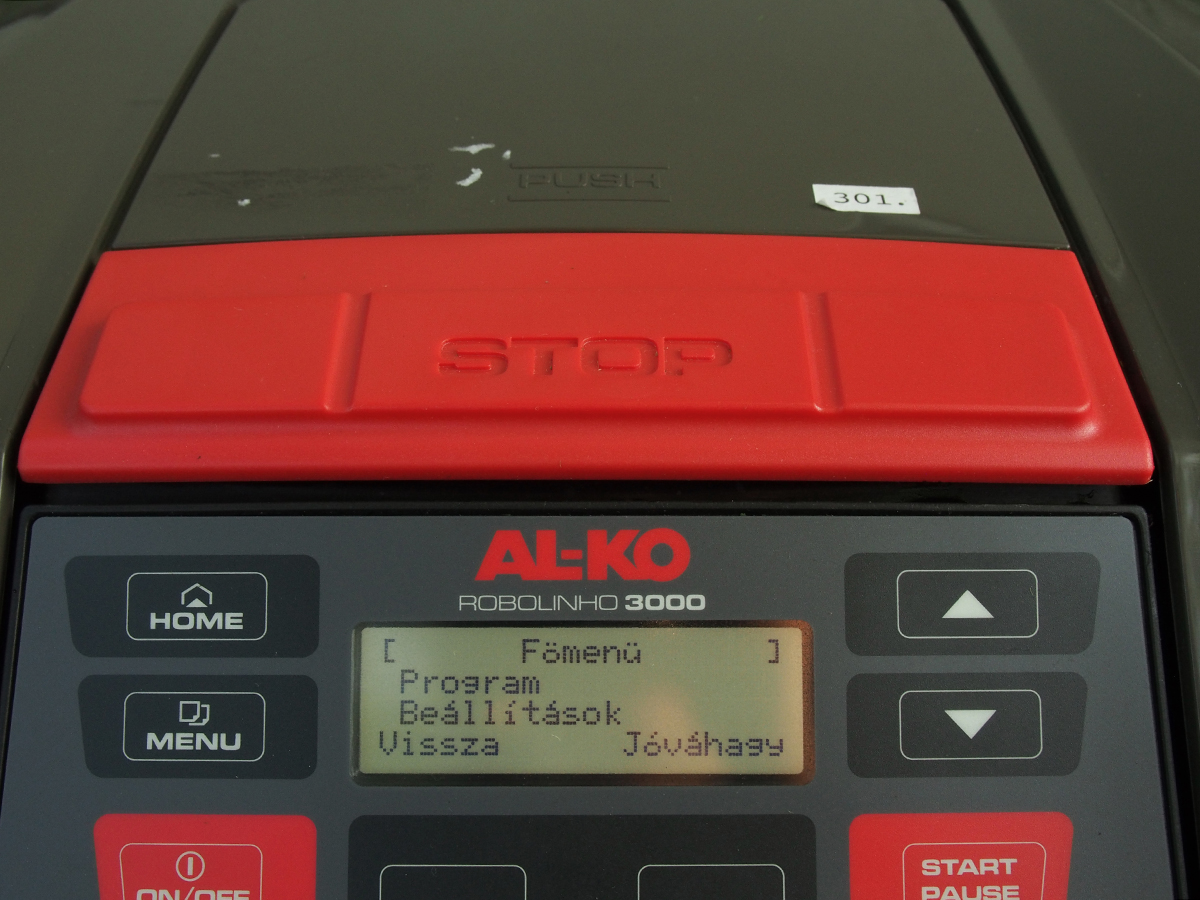 PUSH
301.
STOP
AL-KO
ROBOLINHO 3000
HOME
[ Fömenü ]
Program
Beállítások
Vissza Jóváhagy
MENU
ON/OFF
START
PAUSE